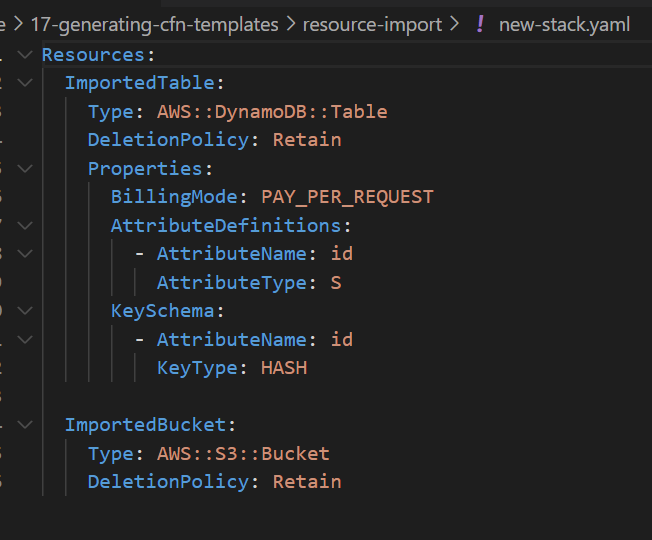 e > 17-generating-cfn-templates > resource-import > ! new-stack.yaml
Resources:
  ImportedTable:
    Type: AWS::DynamoDB::Table
    DeletionPolicy: Retain
    Properties:
      BillingMode: PAY_PER_REQUEST
      AttributeDefinitions:
        - AttributeName: id
          AttributeType: S
      KeySchema:
        - AttributeName: id
          KeyType: HASH

  ImportedBucket:
    Type: AWS::S3::Bucket
    DeletionPolicy: Retain